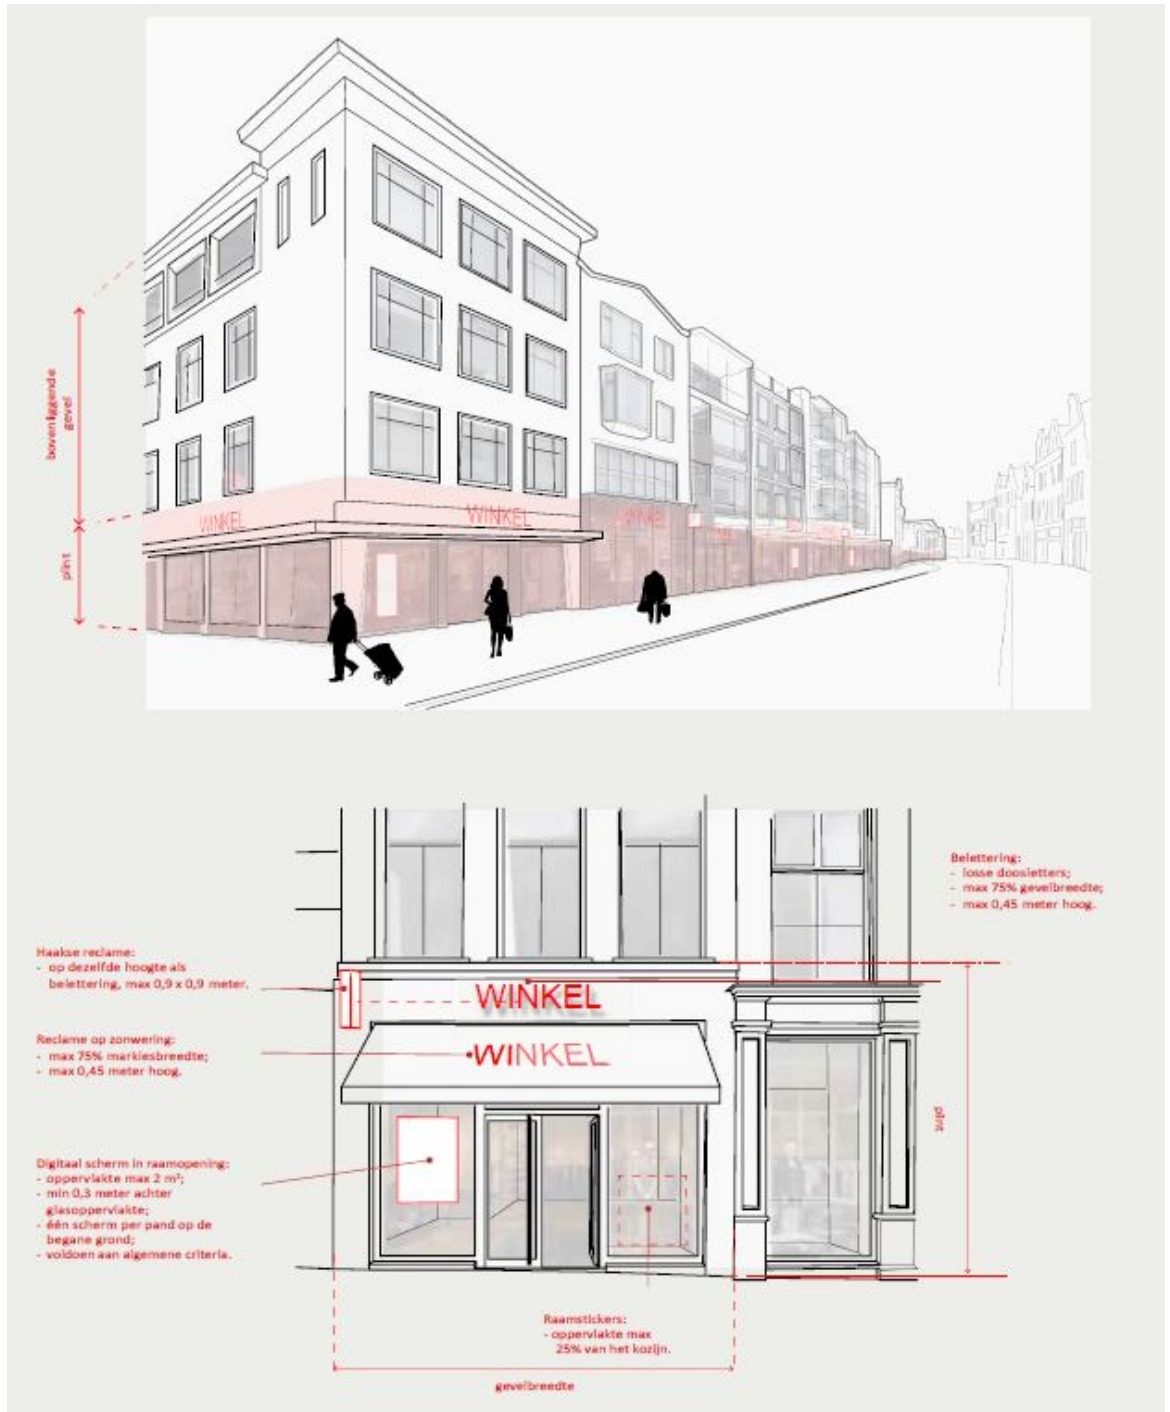 bovenliggende
gevel
plint
WINKEL
WINKEL
WINKEL
Belettering:
- losse doosletters;
- max 75% gevelbreedte;
- max 0,45 meter hoog.
Haakse reclame:
- op dezelfde hoogte als
belettering, max 0,9 x 0,9 meter.
WINKEL
Reclame op zonwering:
- max 75% markiesbreedte;
- max 0,45 meter hoog.
WINKEL
plint
Digitaal scherm in raamopening:
- oppervlakte max 2 m²;
- min 0,3 meter achter
glasoppervlakte;
- één scherm per pand op de
begane grond;
- voldoen aan algemene criteria.
Raamstickers:
- oppervlakte max
25% van het kozijn.
gevelbreedte